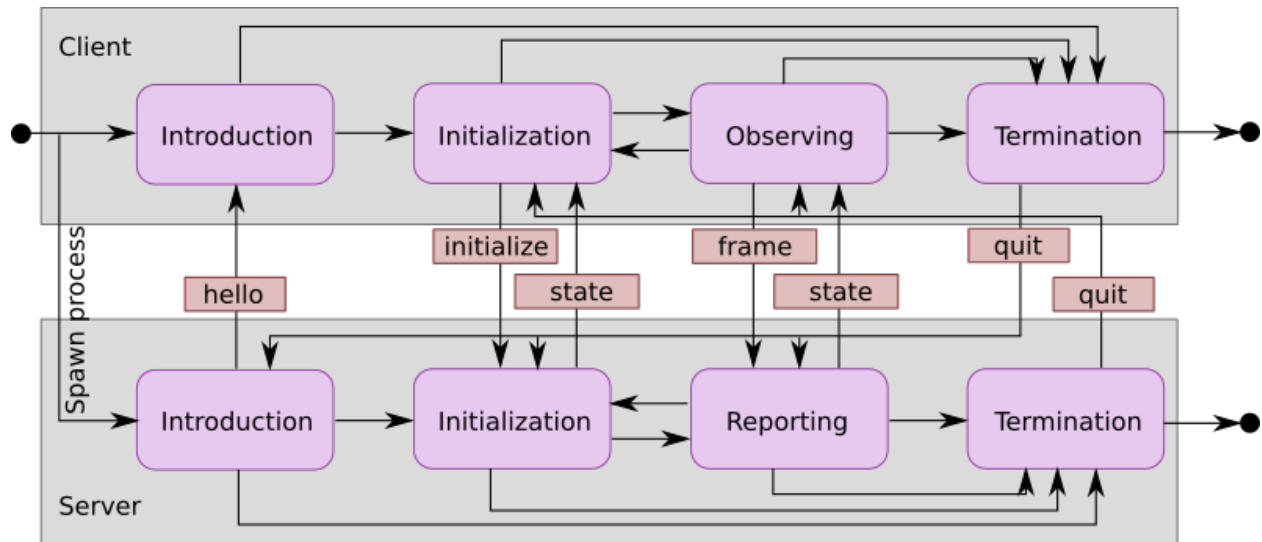 Client
Introduction
Initialization
Observing
Termination
Spawn process
initialize
frame
quit
hello
state
state
quit
Introduction
Initialization
Reporting
Termination
Server